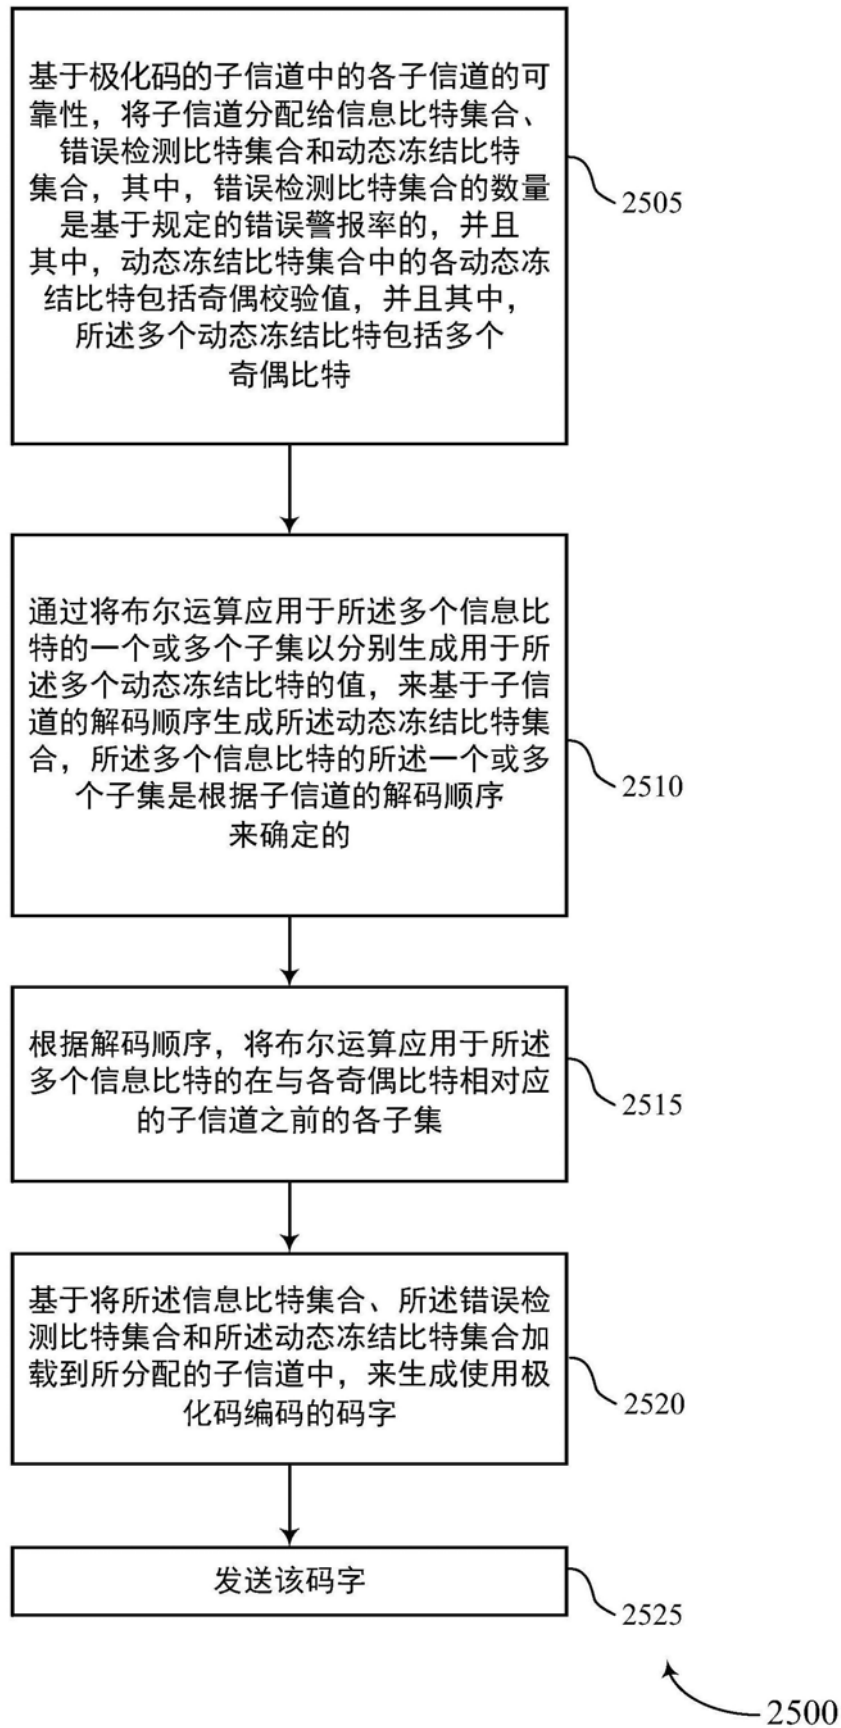 基于极化码的子信道中的各子信道的可
靠性，将子信道分配给信息比特集合、
错误检测比特集合和动态冻结比特
集合，其中，错误检测比特集合的数量
是基于规定的错误警报率的，并且
其中，动态冻结比特集合中的各动态冻
结比特包括奇偶校验值，并且其中，
所述多个动态冻结比特包括多个
奇偶比特
2505
通过将布尔运算应用于所述多个信息比
特的一个或多个子集以分别生成用于所
述多个动态冻结比特的值，来基于子信
道的解码顺序生成所述动态冻结比特集
合，所述多个信息比特的所述一个或多
个子集是根据子信道的解码顺序
来确定的
2510
根据解码顺序，将布尔运算应用于所述
多个信息比特的在与各奇偶比特相对应
的子信道之前的各子集
2515
基于将所述信息比特集合、所述错误检
测比特集合和所述动态冻结比特集合加
载到所分配的子信道中，来生成使用极
化码编码的码字
2520
发送该码字
2525
2500